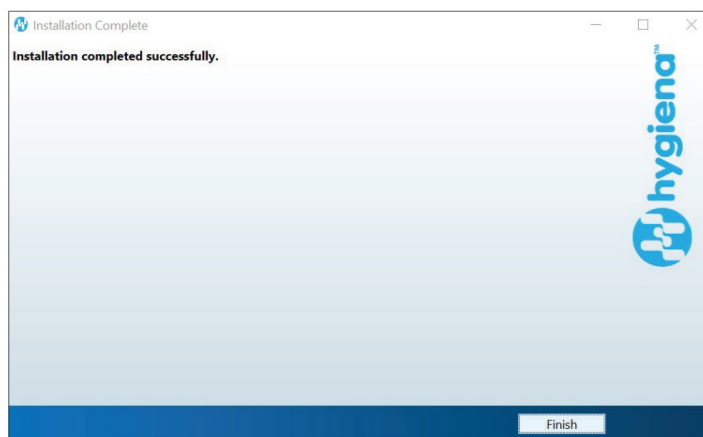 Installation Complete
Installation completed successfully.
hygiena™
Finish